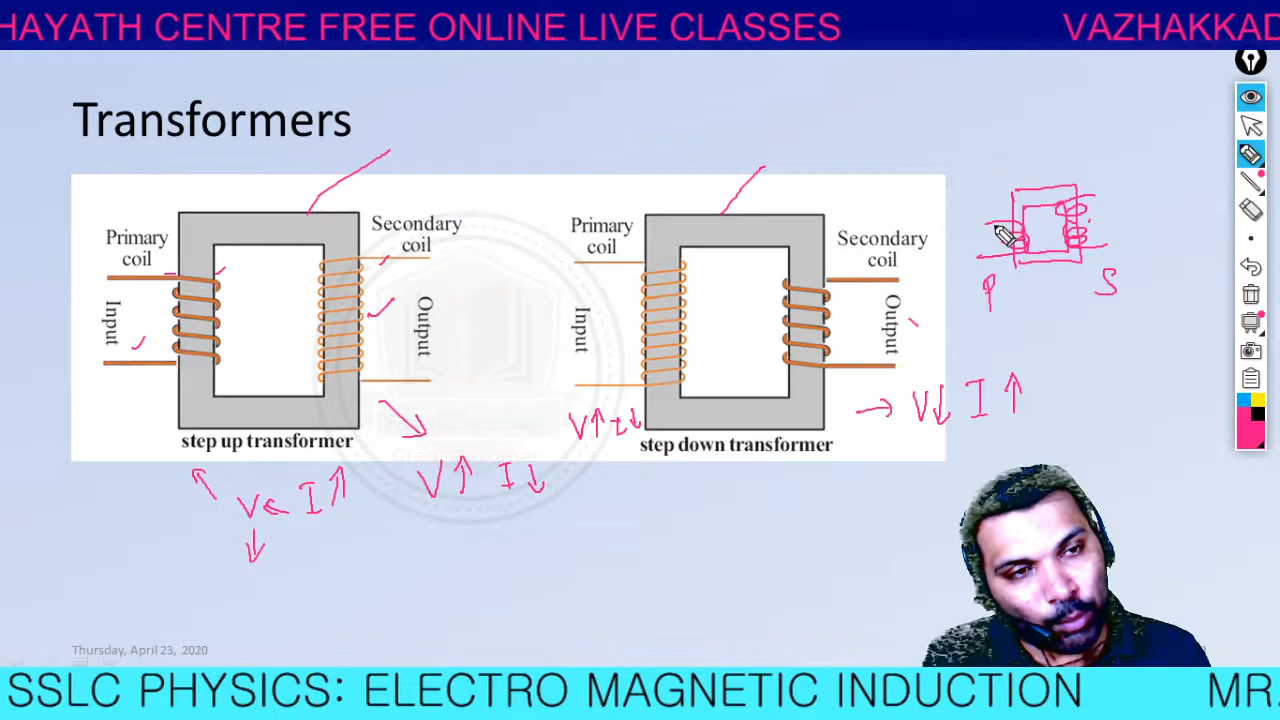 HAYATH CENTRE FREE ONLINE LIVE CLASSES VAZHAKKAD
Transformers
Primary coil
Secondary coil
Input
Output
step up transformer
Primary coil
Secondary coil
Input
Output
step down transformer
P S
V↑ I↓
→ V↓ I ↑
V← I↑
↓
V↑ I↓
Thursday, April 23, 2020
SSLC PHYSICS: ELECTRO MAGNETIC INDUCTION MR.